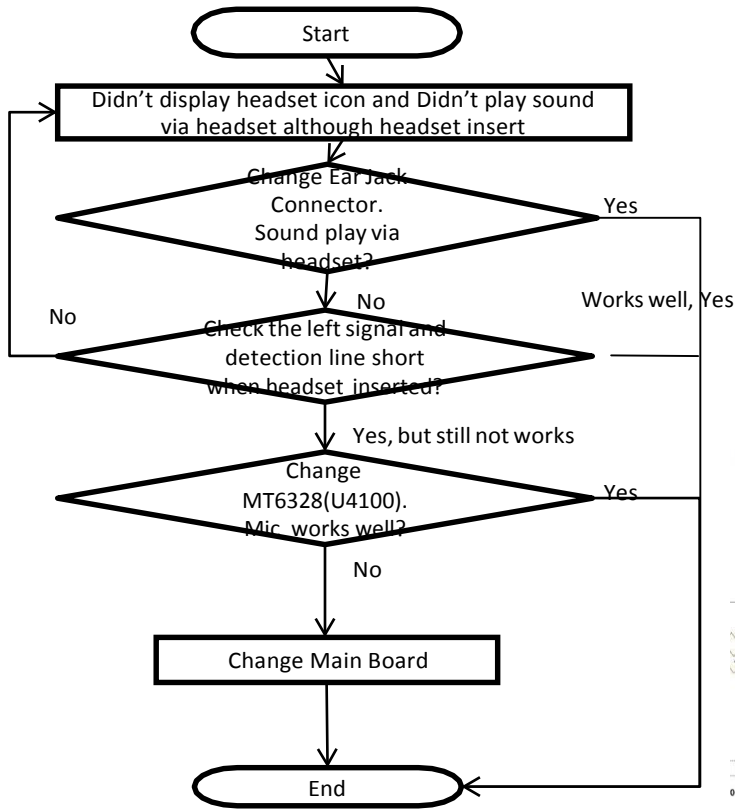 Start
Didn't display headset icon and Didn't play sound
via headset although headset insert
Change Ear Jack
Connector.
Sound play via
headset?
Yes
No
Works well, Yes
No
Check the left signal and
detection line short
when headset inserted?
Yes, but still not works
Change
MT6328(U4100).
Mic works well?
Yes
No
Change Main Board
End
0